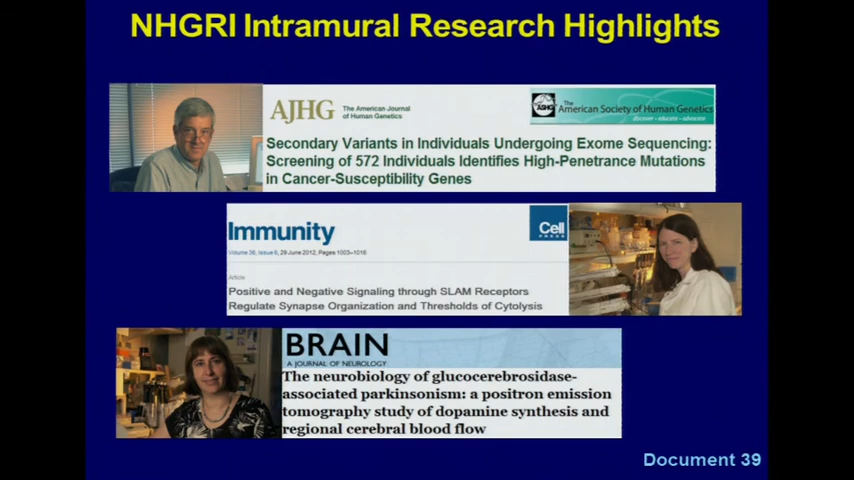 NHGRI Intramural Research Highlights
AJHG
The American Journal
of Human Genetics
ASHG
The
American Society of Human Genetics
discover • educate • advocate
Secondary Variants in Individuals Undergoing Exome Sequencing:
Screening of 572 Individuals Identifies High-Penetrance Mutations
in Cancer-Susceptibility Genes
Immunity
Cell
PRESS
Volume 36, Issue 6, 29 June 2012, Pages 1003–1016
Article
Positive and Negative Signaling through SLAM Receptors
Regulate Synapse Organization and Thresholds of Cytolysis
BRAIN
A JOURNAL OF NEUROLOGY
The neurobiology of glucocerebrosidase-
associated parkinsonism: a positron emission
tomography study of dopamine synthesis and
regional cerebral blood flow
Document 39